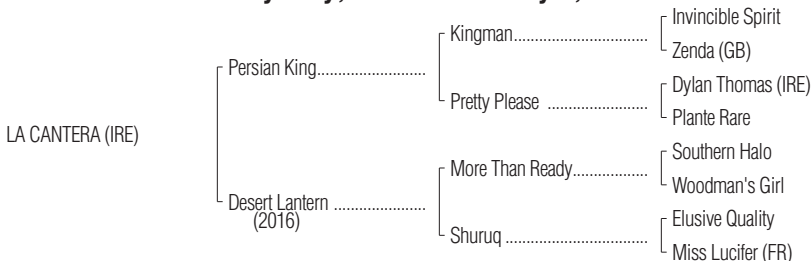 Invincible Spirit
Kingman
Zenda (GB)
Persian King
Dylan Thomas (IRE)
Pretty Please
Plante Rare
LA CANTERA (IRE)
Southern Halo
More Than Ready
Woodman's Girl
Desert Lantern
(2016)
Elusive Quality
Shuruq
Miss Lucifer (FR)